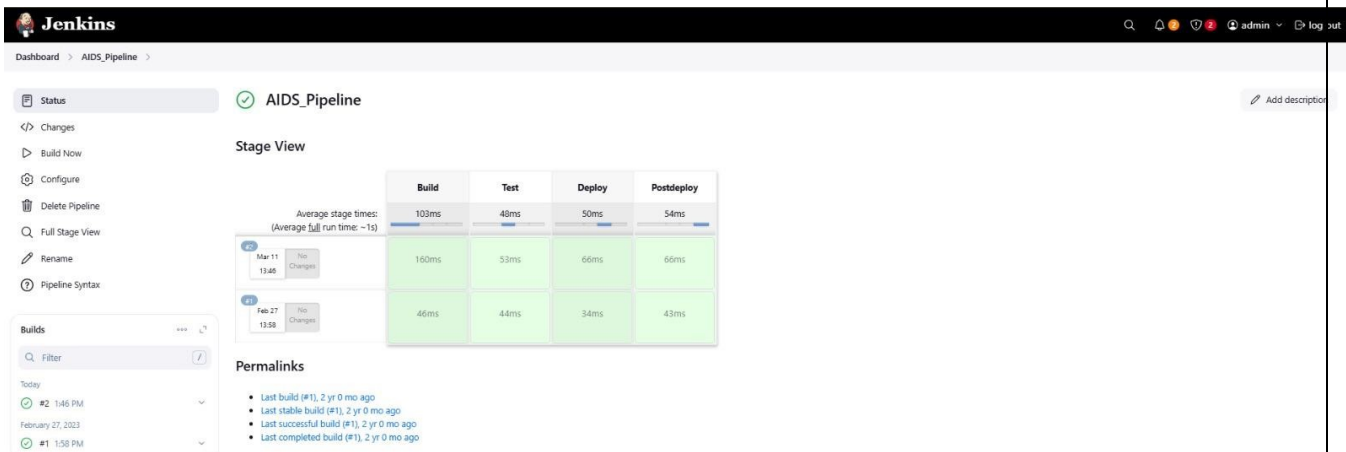 Jenkins
2
2
admin
log out
Dashboard > AIDS_Pipeline >
Status
Changes
Build Now
Configure
Delete Pipeline
Full Stage View
Rename
Pipeline Syntax
Builds
Filter
/
Today
#2 1:46 PM
February 27, 2023
#1 1:58 PM
AIDS_Pipeline
Add description
Stage View
Build Test Deploy Postdeploy
Average stage times: 103ms 48ms 50ms 54ms
(Average full run time: ~1s)
#2
Mar 11 No
13:46 Changes
160ms 53ms 66ms 66ms
#1
Feb 27 No
13:58 Changes
46ms 44ms 34ms 43ms
Permalinks
Last build (#1), 2 yr 0 mo ago
Last stable build (#1), 2 yr 0 mo ago
Last successful build (#1), 2 yr 0 mo ago
Last completed build (#1), 2 yr 0 mo ago